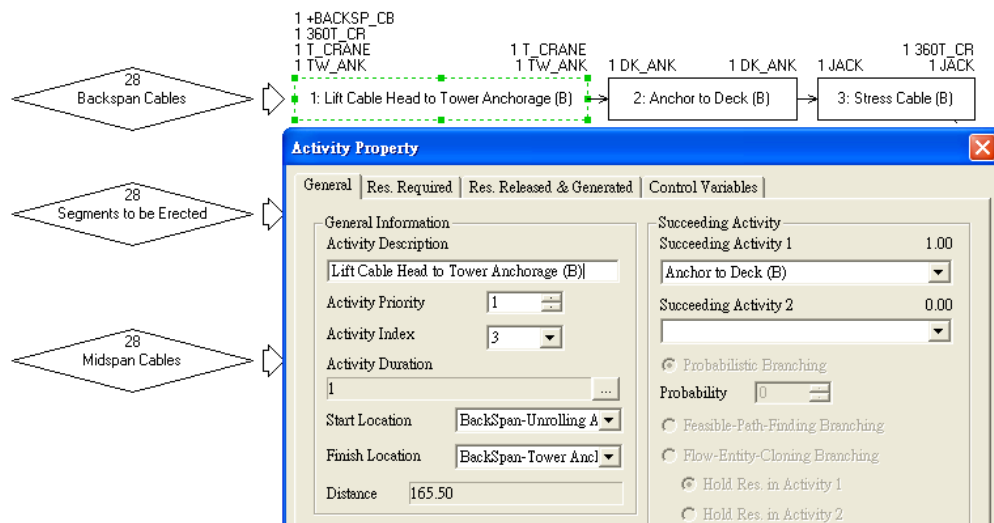 1 +BACKSP_CB
1 360T_CR
1 T_CRANE
1 TW_ANK
1 T_CRANE
1 TW_ANK
1 DK_ANK
1 DK_ANK
1 JACK
1 360T_CR
1 JACK
28
Backspan Cables
1: Lift Cable Head to Tower Anchorage (B)
2: Anchor to Deck (B)
3: Stress Cable (B)
28
Segments to be Erected
28
Midspan Cables
Activity Property
General
Res. Required
Res. Released & Generated
Control Variables
General Information
Activity Description
Lift Cable Head to Tower Anchorage (B)
Activity Priority
1
Activity Index
3
Activity Duration
1
...
Start Location
BackSpan-Unrolling A
Finish Location
BackSpan-Tower Ancl
Distance
165.50
Succeeding Activity
Succeeding Activity 1
1.00
Anchor to Deck (B)
Succeeding Activity 2
0.00
Probabilistic Branching
Probability
0
Feasible-Path-Finding Branching
Flow-Entity-Cloning Branching
Hold Res. in Activity 1
Hold Res. in Activity 2